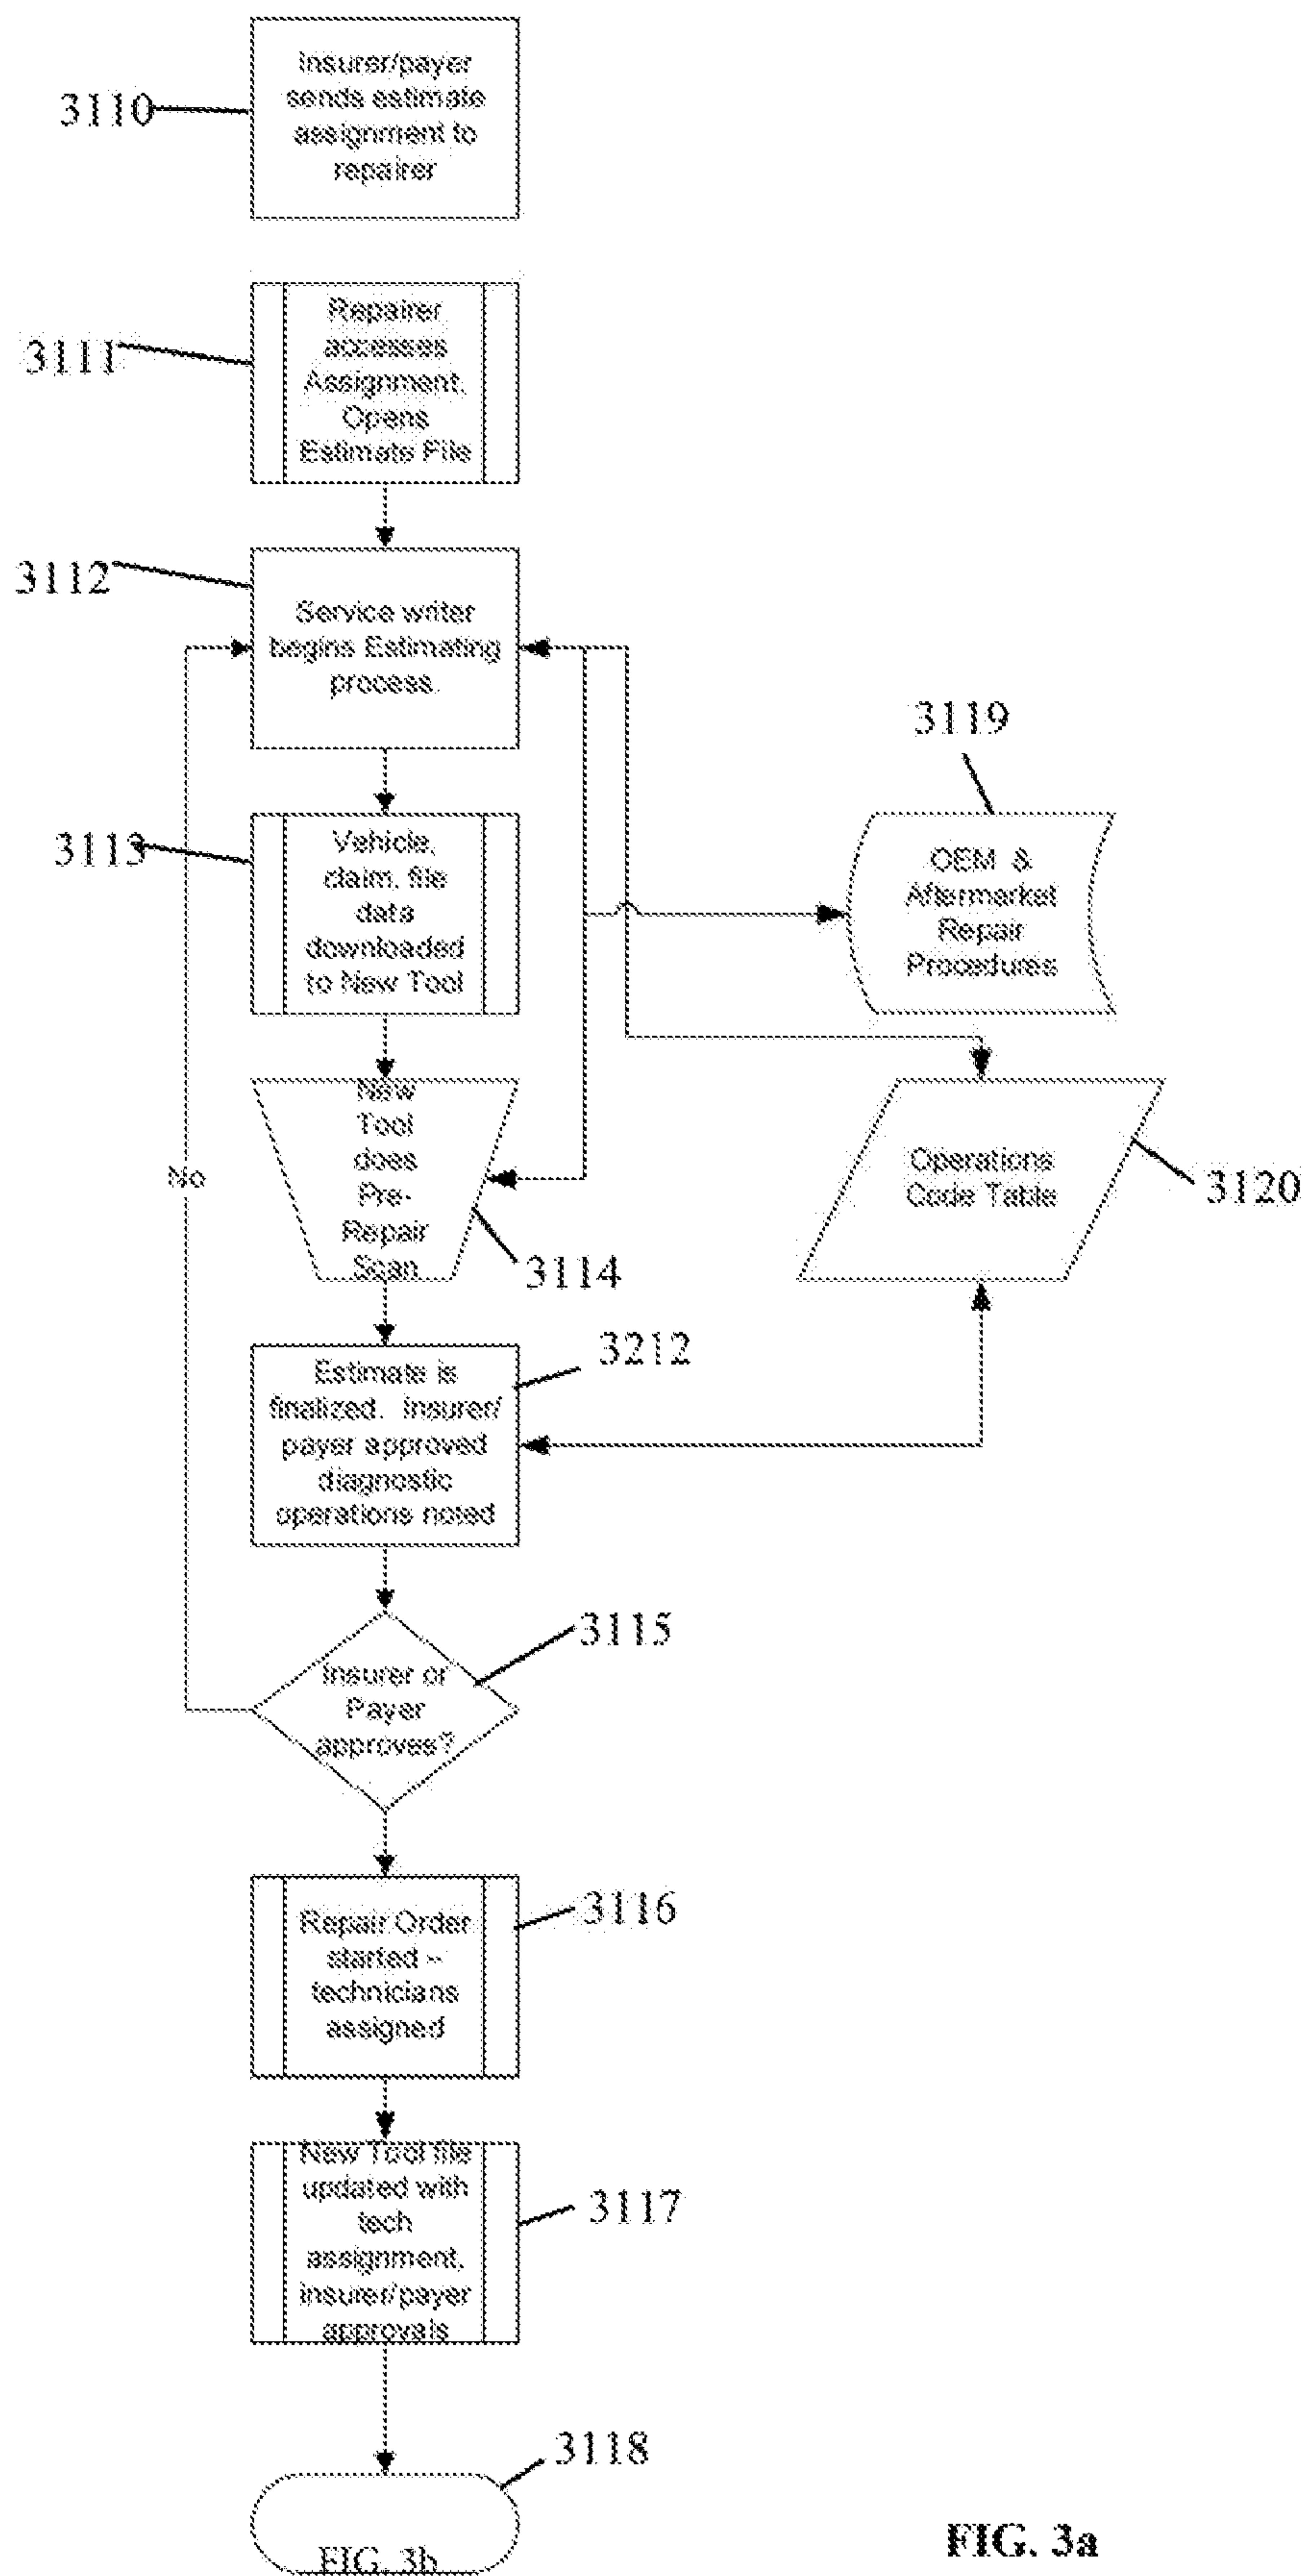 Insurer/payer
sends estimate
assignment to
repairer
3110
Repairer
accesses
Assignment,
Opens
Estimate File
3111
3112
Service writer
begins Estimating
process.
3119
3113
Vehicle,
claim, file
data
downloaded
to New Tool
OEM &
Aftermarket
Repair
Procedures
New
Tool
does
Pre-
Repair
Scan
No
3114
Operations
Code Table
3120
3212
Estimate is
finalized. Insurer/
payer approved
diagnostic
operations noted
3115
Insurer or
Payer
approves?
3116
Repair Order
started --
technicians
assigned
New Tool file
updated with
tech
assignment,
insurer/payer
approvals
3117
3118
FIG. 3b
FIG. 3a